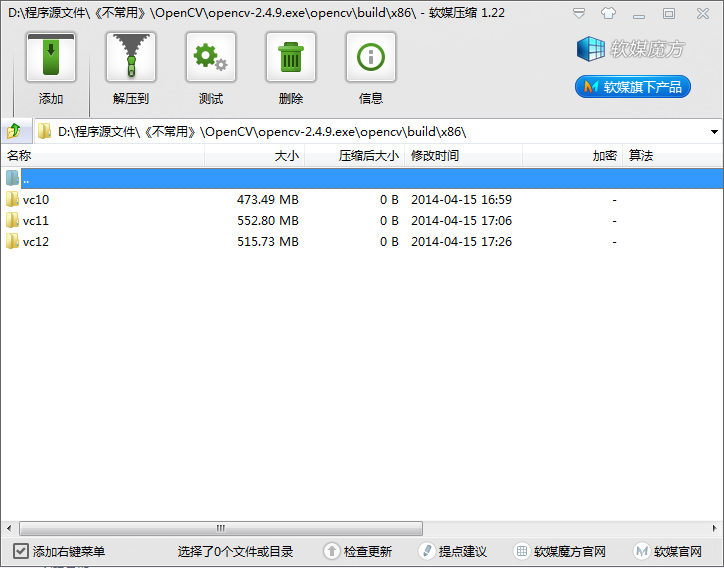 D:\程序源文件\《不常用》\OpenCV\opencv-2.4.9.exe\opencv\build\x86\ - 软媒压缩 1.22
添加 解压到 测试 删除 信息
软媒魔方
软媒旗下产品
D:\程序源文件\《不常用》\OpenCV\opencv-2.4.9.exe\opencv\build\x86\
名称 大小 压缩后大小 修改时间 加密 算法
..
vc10 473.49 MB 0 B 2014-04-15 16:59 -
vc11 552.80 MB 0 B 2014-04-15 17:06 -
vc12 515.73 MB 0 B 2014-04-15 17:26 -
添加右键菜单 选择了0个文件或目录 检查更新 提点建议 软媒魔方官网 软媒官网